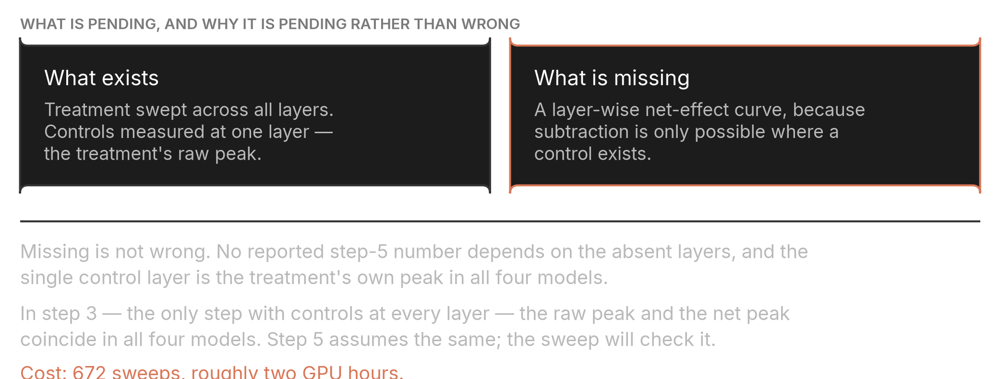 WHAT IS PENDING, AND WHY IT IS PENDING RATHER THAN WRONG
What exists
Treatment swept across all layers.
Controls measured at one layer —
the treatment's raw peak.
What is missing
A layer-wise net-effect curve, because
subtraction is only possible where a
control exists.
Missing is not wrong. No reported step-5 number depends on the absent layers, and the
single control layer is the treatment's own peak in all four models.
In step 3 — the only step with controls at every layer — the raw peak and the net peak
coincide in all four models. Step 5 assumes the same; the sweep will check it.
Cost: 672 sweeps, roughly two GPU hours.